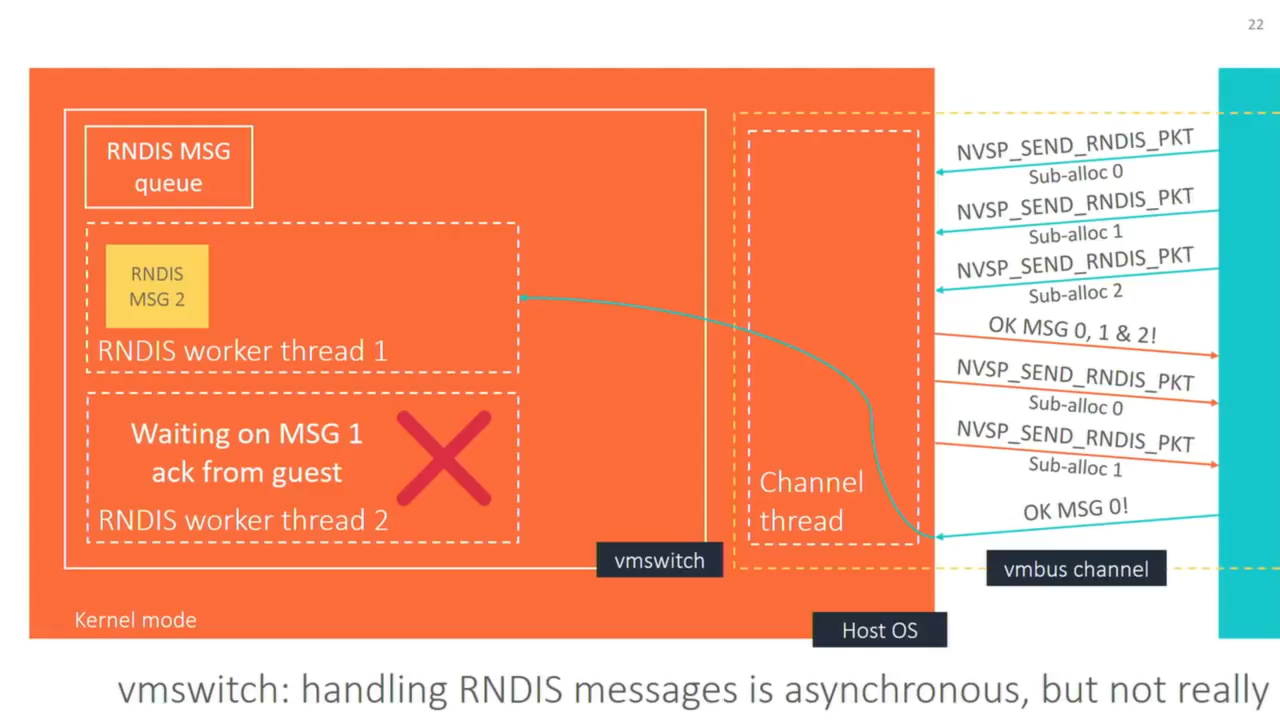 22
RNDIS MSG
queue
RNDIS
MSG 2
RNDIS worker thread 1
Waiting on MSG 1
ack from guest
RNDIS worker thread 2
vmswitch
Kernel mode
Channel
thread
Host OS
NVSP_SEND_RNDIS_PKT
Sub-alloc 0
NVSP_SEND_RNDIS_PKT
Sub-alloc 1
NVSP_SEND_RNDIS_PKT
Sub-alloc 2
OK MSG 0, 1 & 2!
NVSP_SEND_RNDIS_PKT
Sub-alloc 0
NVSP_SEND_RNDIS_PKT
Sub-alloc 1
OK MSG 0!
vmbus channel
vmswitch: handling RNDIS messages is asynchronous, but not really